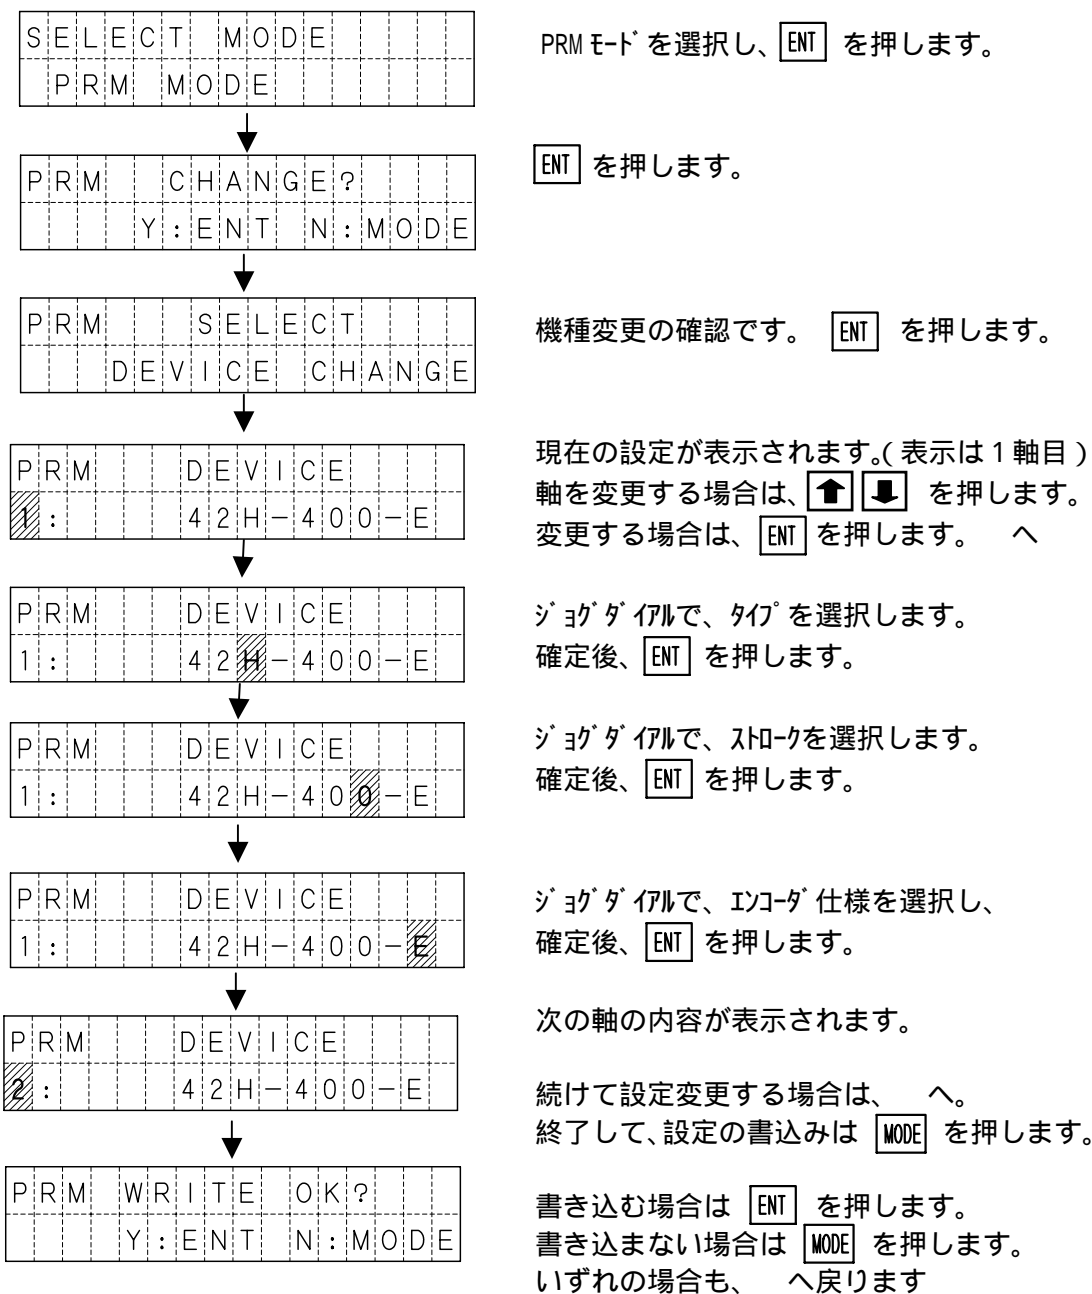 SELECT MODE
PRM MODE
PRM ﾓｰﾄﾞを選択し、ENT を押します。
PRM CHANGE?
Y:ENT N:MODE
ENT を押します。
PRM SELECT
DEVICE CHANGE
機種変更の確認です。 ENT を押します。
PRM DEVICE
1: 42H-400-E
現在の設定が表示されます。(表示は1軸目)
軸を変更する場合は、⬆⬇ を押します。
変更する場合は、ENT を押します。 へ
PRM DEVICE
1: 42H-400-E
ｼﾞｮｸﾞﾀﾞｲｱﾙで、ﾀｲﾌﾟを選択します。
確定後、ENT を押します。
PRM DEVICE
1: 42H-400-E
ｼﾞｮｸﾞﾀﾞｲｱﾙで、ｽﾄﾛｰｸを選択します。
確定後、ENT を押します。
PRM DEVICE
1: 42H-400-E
ｼﾞｮｸﾞﾀﾞｲｱﾙで、ｴﾝｺｰﾀﾞ仕様を選択し、
確定後、ENT を押します。
PRM DEVICE
2: 42H-400-E
次の軸の内容が表示されます。
続けて設定変更する場合は、 へ。
終了して、設定の書込みは MODE を押します。
PRM WRITE OK?
Y:ENT N:MODE
書き込む場合は ENT を押します。
書き込まない場合は MODE を押します。
いずれの場合も、 へ戻ります